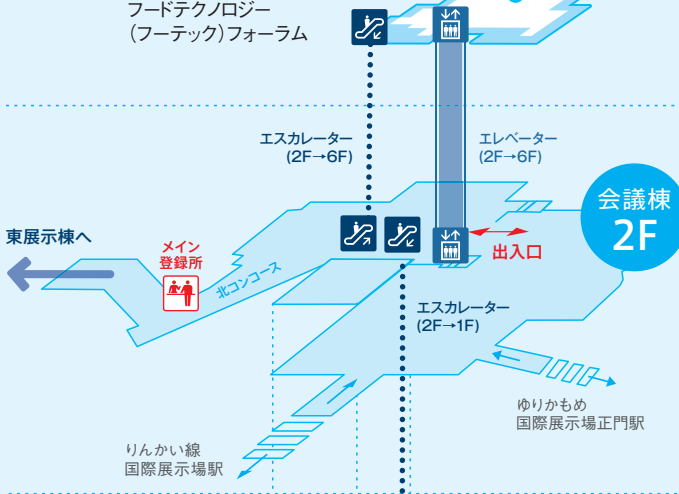 フードテクノロジー
（フーテック）フォーラム
エスカレーター
(2F→6F)
エレベーター
(2F→6F)
会議棟
2F
東展示棟へ
メイン
登録所
出入口
北コンコース
エスカレーター
(2F→1F)
ゆりかもめ
国際展示場正門駅
りんかい線
国際展示場駅